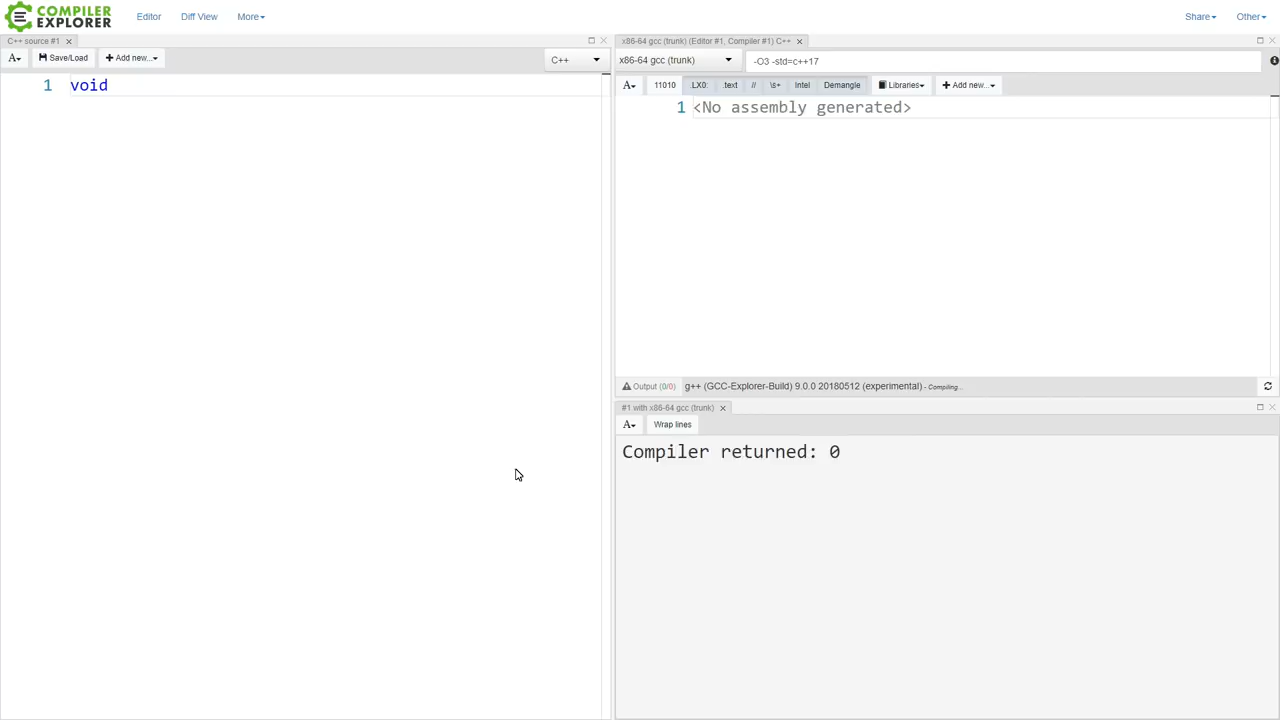 COMPILER EXPLORER
Editor
Diff View
More
Share
Other
C++ source #1
A
Save/Load
+ Add new...
C++
1 void
x86-64 gcc (trunk) (Editor #1, Compiler #1) C++
x86-64 gcc (trunk)
-O3 -std=c++17
A
11010
.LX0:
.text
//
\s+
Intel
Demangle
Libraries
+ Add new...
1 <No assembly generated>
Output (0/0)
g++ (GCC-Explorer-Build) 9.0.0 20180512 (experimental) - Compiling...
#1 with x86-64 gcc (trunk)
A
Wrap lines
Compiler returned: 0